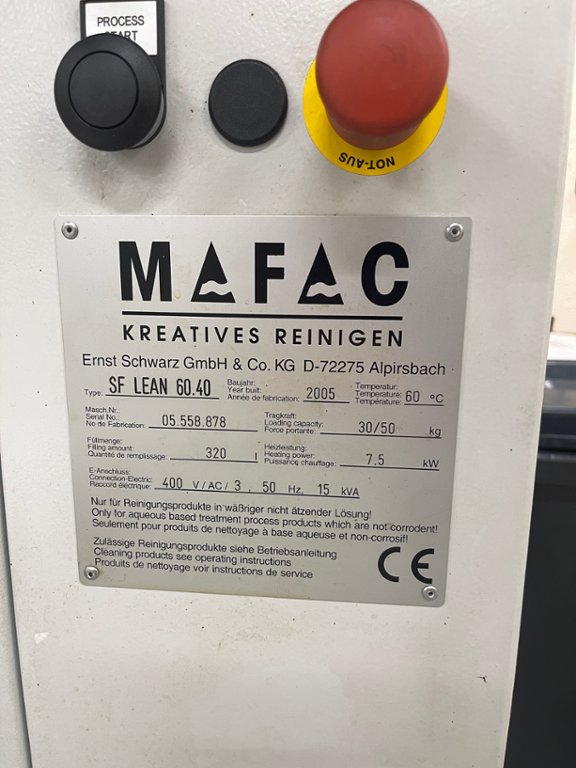 PROCESS
START
NOT-AUS
MAFAC
KREATIVES REINIGEN
Ernst Schwarz GmbH & Co. KG D-72275 Alpirsbach
Type: SF LEAN 60.40
Baujahr:
Year built:
Année de fabrication: 2005
Temperatur:
Temperature:
Température: 60 °C
Masch.Nr.:
Serial No.:
No de Fabrication: 05.558.878
Tragkraft:
Loading capacity:
Force portante: 30/50 kg
Füllmenge:
Filling amount:
Quantité de remplissage: 320 l
Heizleistung:
Heating power:
Puissance chauffage: 7.5 kW
E-Anschluss:
Connection-Electric:
Raccord électrique: 400 V/AC/ 3, 50 Hz, 15 kVA
Nur für Reinigungsprodukte in wäßriger nicht ätzender Lösung!
Only for aqueous based treatment process products which are not corrodent!
Seulement pour produits de nettoyage à base aqueuse et non-corrosif!
Zulässige Reinigungsprodukte siehe Betriebsanleitung
Cleaning products see operating instructions
Produits de nettoyage voir instructions de service
CE